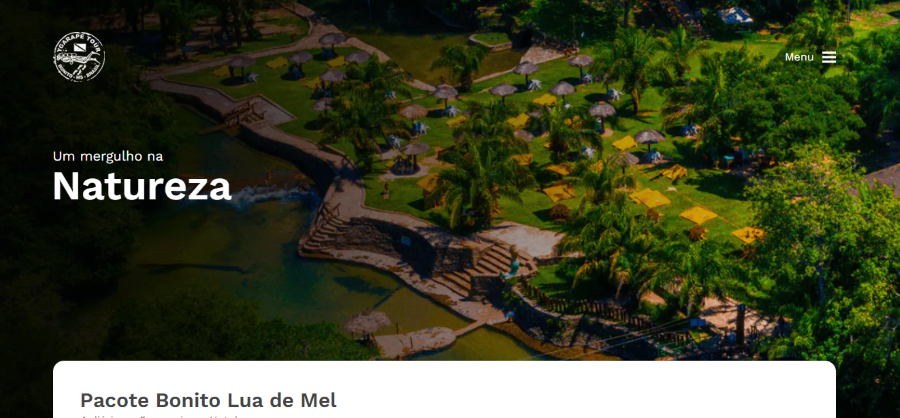 YGARAPÉ TOUR
BONITO - MS - BRASIL
Menu
Um mergulho na
Natureza
Pacote Bonito Lua de Mel